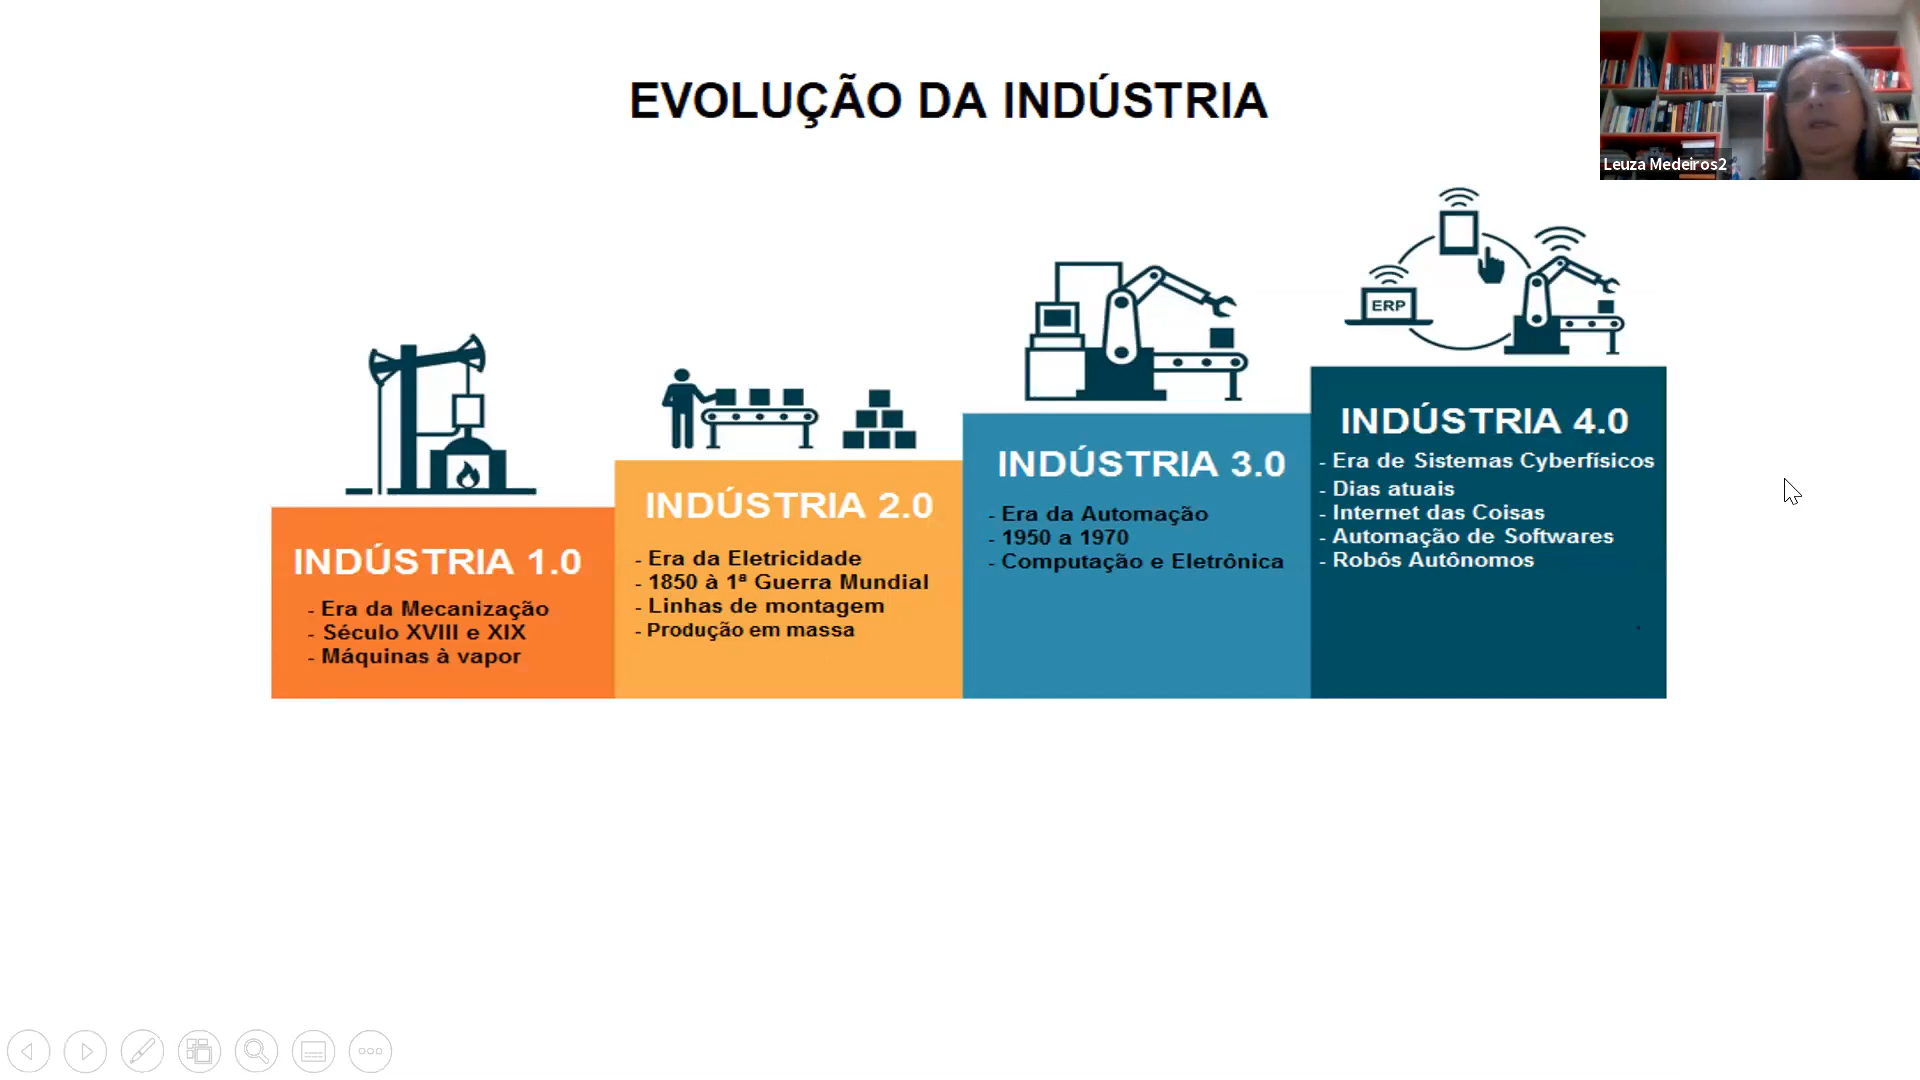 EVOLUÇÃO DA INDÚSTRIA
Leuza Medeiros2
ERP
INDÚSTRIA 1.0
- Era da Mecanização
- Século XVIII e XIX
- Máquinas à vapor
INDÚSTRIA 2.0
- Era da Eletricidade
- 1850 à 1ª Guerra Mundial
- Linhas de montagem
- Produção em massa
INDÚSTRIA 3.0
- Era da Automação
- 1950 a 1970
- Computação e Eletrônica
INDÚSTRIA 4.0
- Era de Sistemas Cyberfísicos
- Dias atuais
- Internet das Coisas
- Automação de Softwares
- Robôs Autônomos